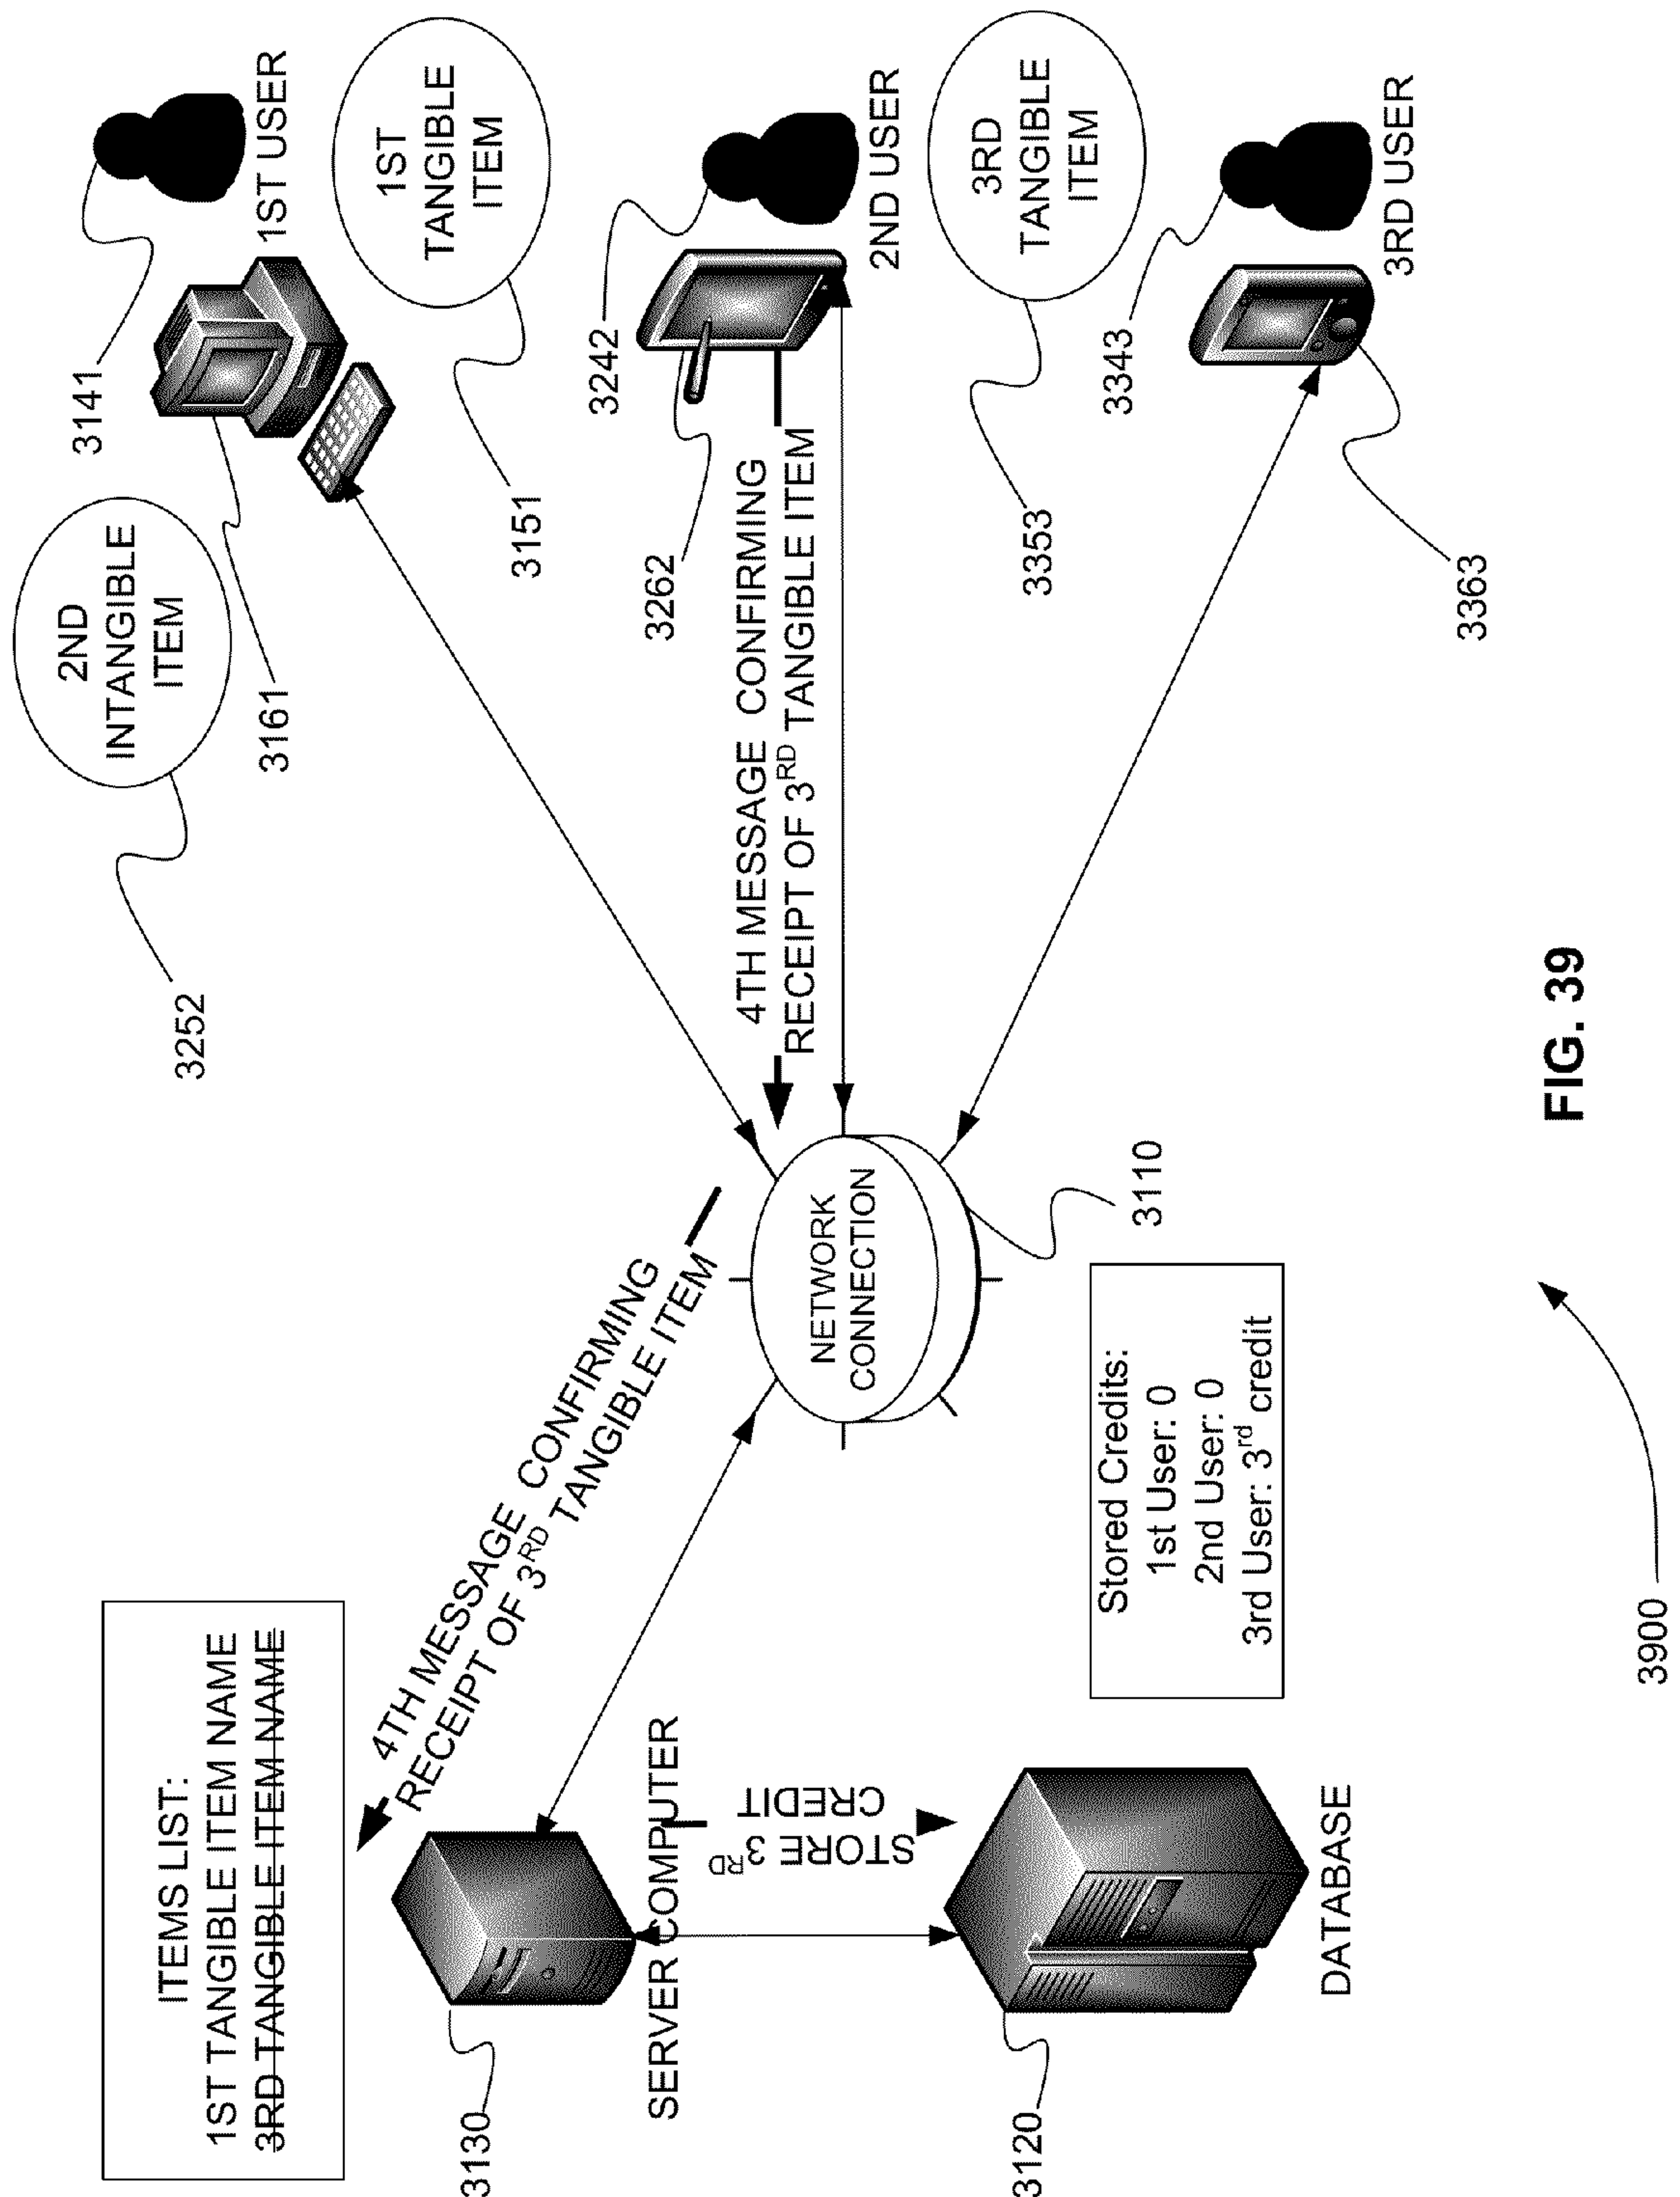 ITEMS LIST:
1ST TANGIBLE ITEM NAME
3RD TANGIBLE ITEM NAME
3130
SERVER COMPUTER
STORE 3RD
CREDIT
3120
DATABASE
4TH MESSAGE CONFIRMING
RECEIPT OF 3RD TANGIBLE ITEM
NETWORK
CONNECTION
3110
Stored Credits:
1st User: 0
2nd User: 0
3rd User: 3rd credit
4TH MESSAGE CONFIRMING
RECEIPT OF 3RD TANGIBLE ITEM
3252
2ND
INTANGIBLE
ITEM
3161
3141
1ST USER
1ST
TANGIBLE
ITEM
3151
3242
3262
2ND USER
3RD
TANGIBLE
ITEM
3353
3343
3RD USER
3363
3900
FIG. 39